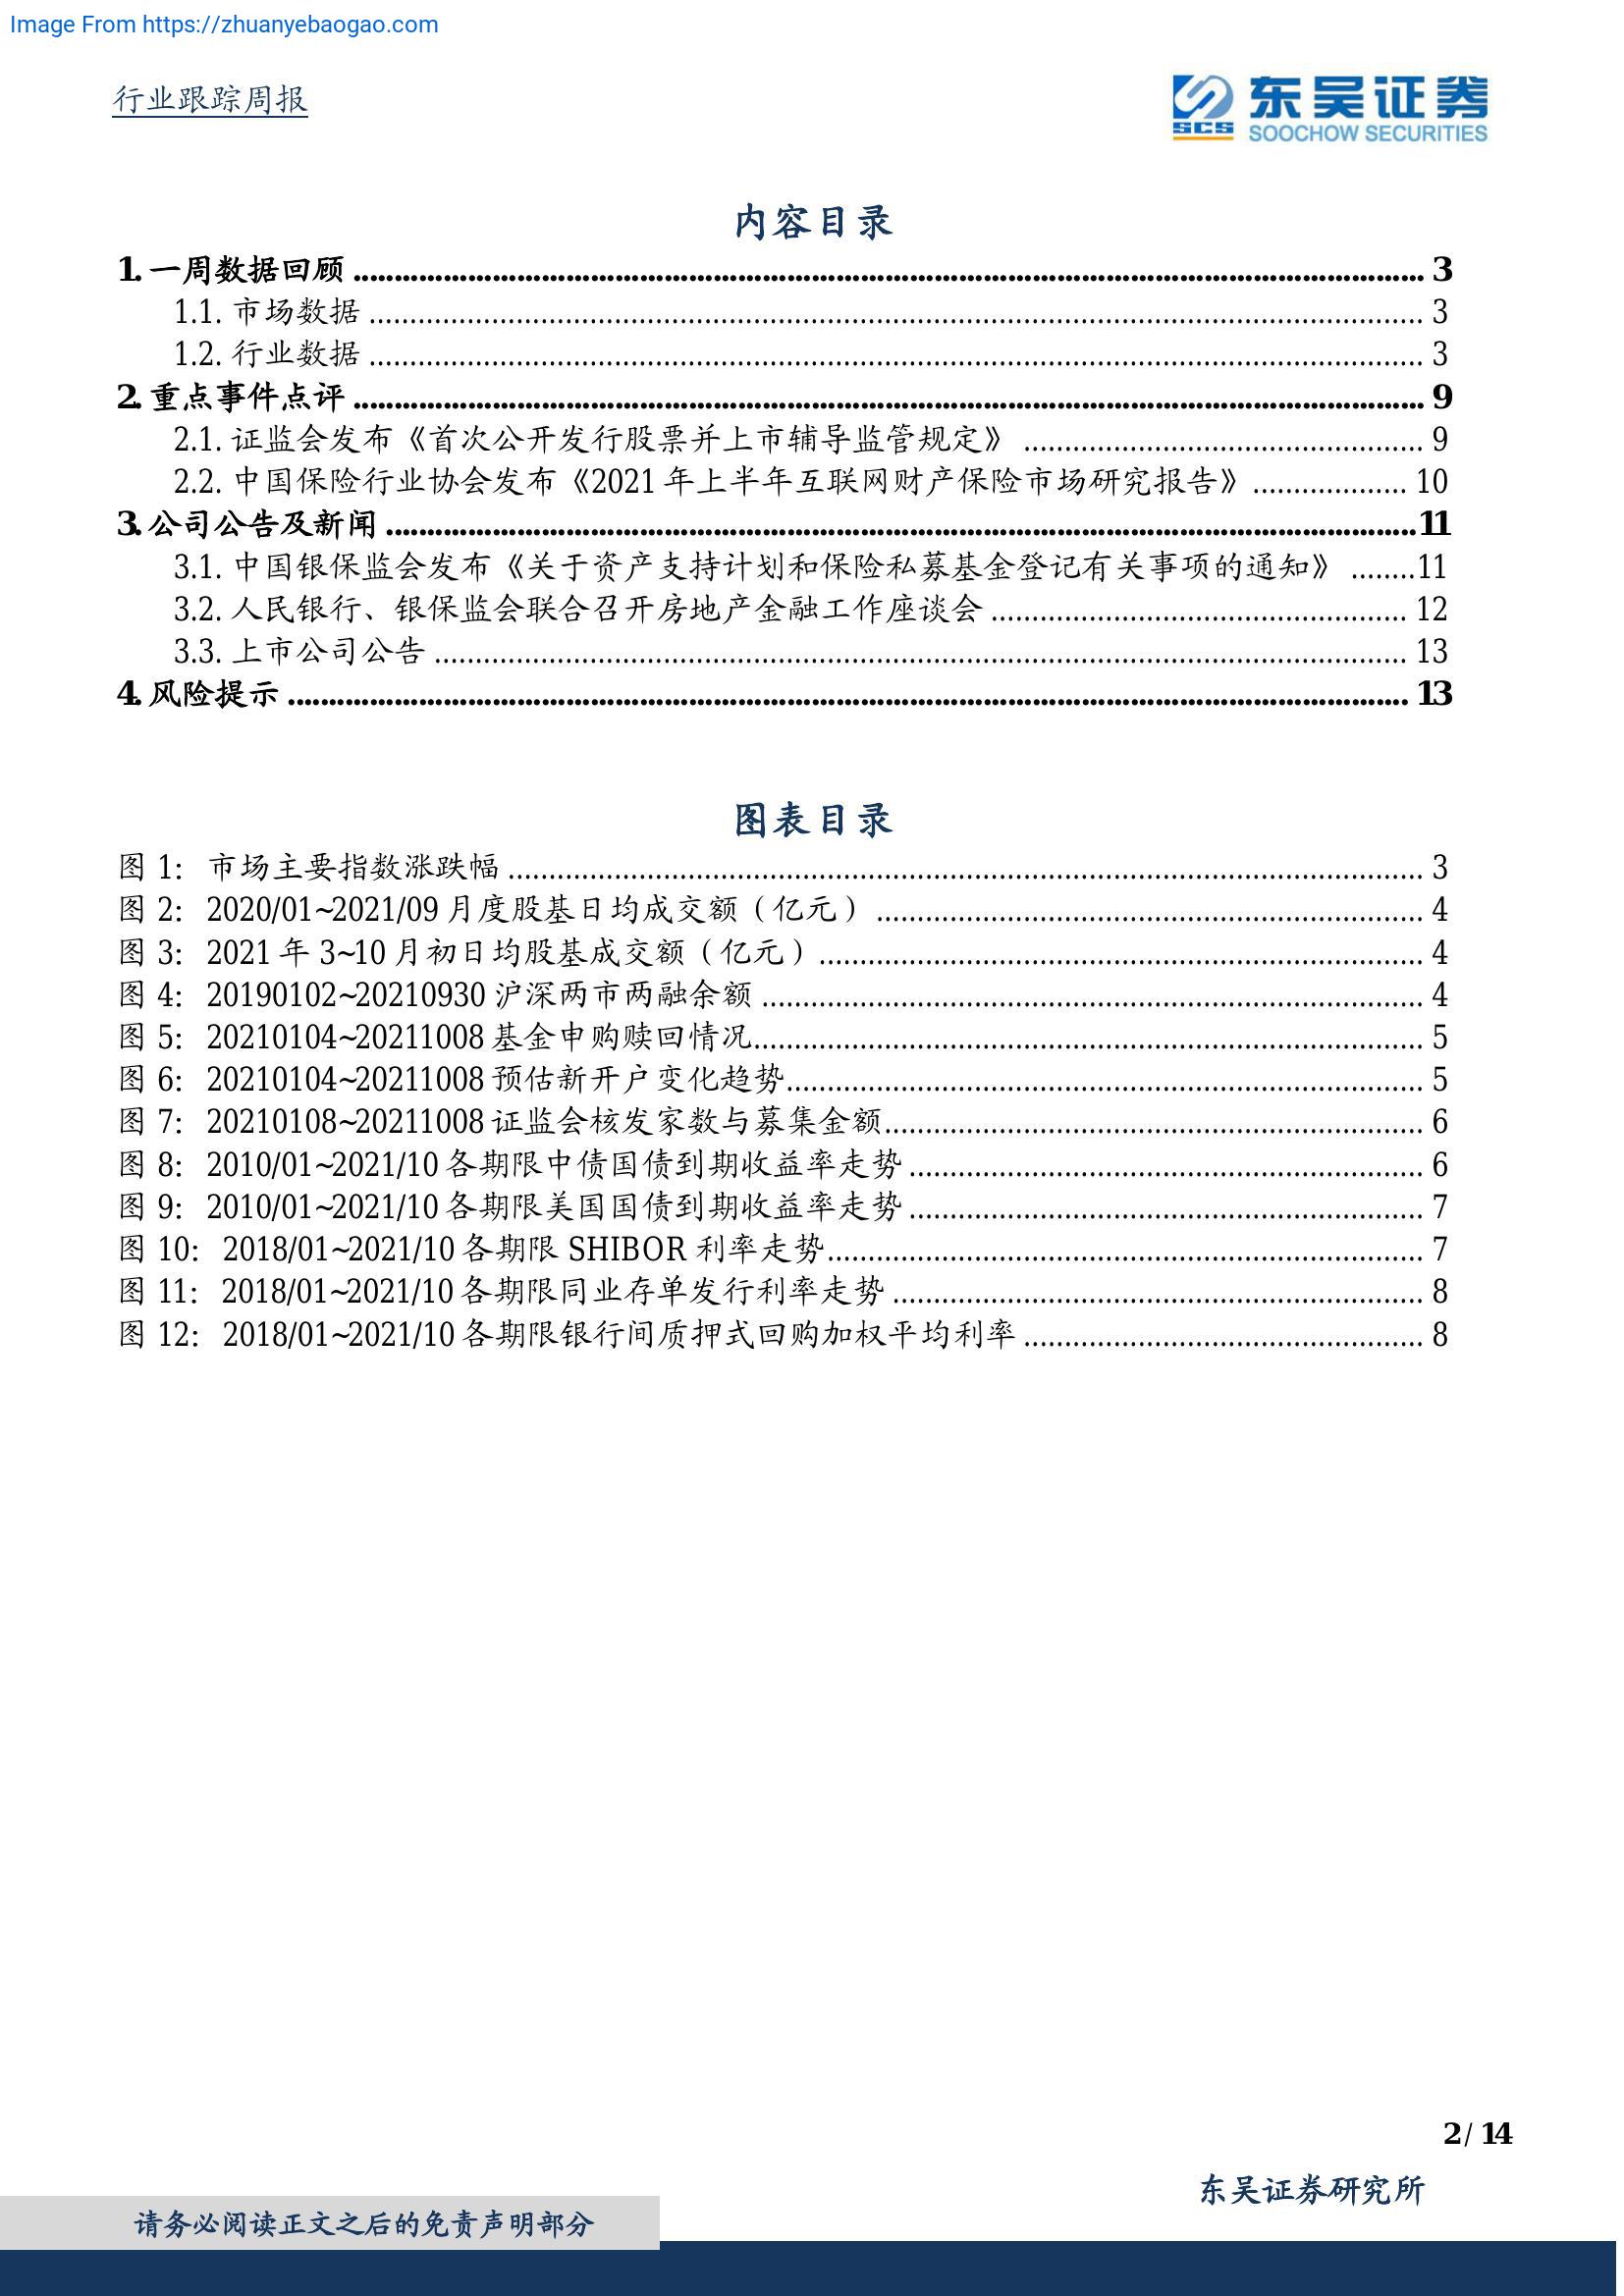 Image From https://zhuanyebaogao.com
行业跟踪周报
SCS 东吴证券
SOOCHOW SECURITIES
内容目录
1. 一周数据回顾 ........ 3
1.1. 市场数据 ........ 3
1.2. 行业数据 ........ 3
2. 重点事件点评 ........ 9
2.1. 证监会发布《首次公开发行股票并上市辅导监管规定》 ........ 9
2.2. 中国保险行业协会发布《2021 年上半年互联网财产保险市场研究报告》 ........ 10
3. 公司公告及新闻 ........ 11
3.1. 中国银保监会发布《关于资产支持计划和保险私募基金登记有关事项的通知》 ........ 11
3.2. 人民银行、银保监会联合召开房地产金融工作座谈会 ........ 12
3.3. 上市公司公告 ........ 13
4. 风险提示 ........ 13
图表目录
图 1: 市场主要指数涨跌幅 ........ 3
图 2: 2020/01~2021/09 月度股基日均成交额（亿元） ........ 4
图 3: 2021 年 3~10 月初日均股基成交额（亿元） ........ 4
图 4: 20190102~20210930 沪深两市两融余额 ........ 4
图 5: 20210104~20211008 基金申购赎回情况 ........ 5
图 6: 20210104~20211008 预估新开户变化趋势 ........ 5
图 7: 20210108~20211008 证监会核发家数与募集金额 ........ 6
图 8: 2010/01~2021/10 各期限中债国债到期收益率走势 ........ 6
图 9: 2010/01~2021/10 各期限美国国债到期收益率走势 ........ 7
图 10: 2018/01~2021/10 各期限 SHIBOR 利率走势 ........ 7
图 11: 2018/01~2021/10 各期限同业存单发行利率走势 ........ 8
图 12: 2018/01~2021/10 各期限银行间质押式回购加权平均利率 ........ 8
2 / 14
东吴证券研究所
请务必阅读正文之后的免责声明部分